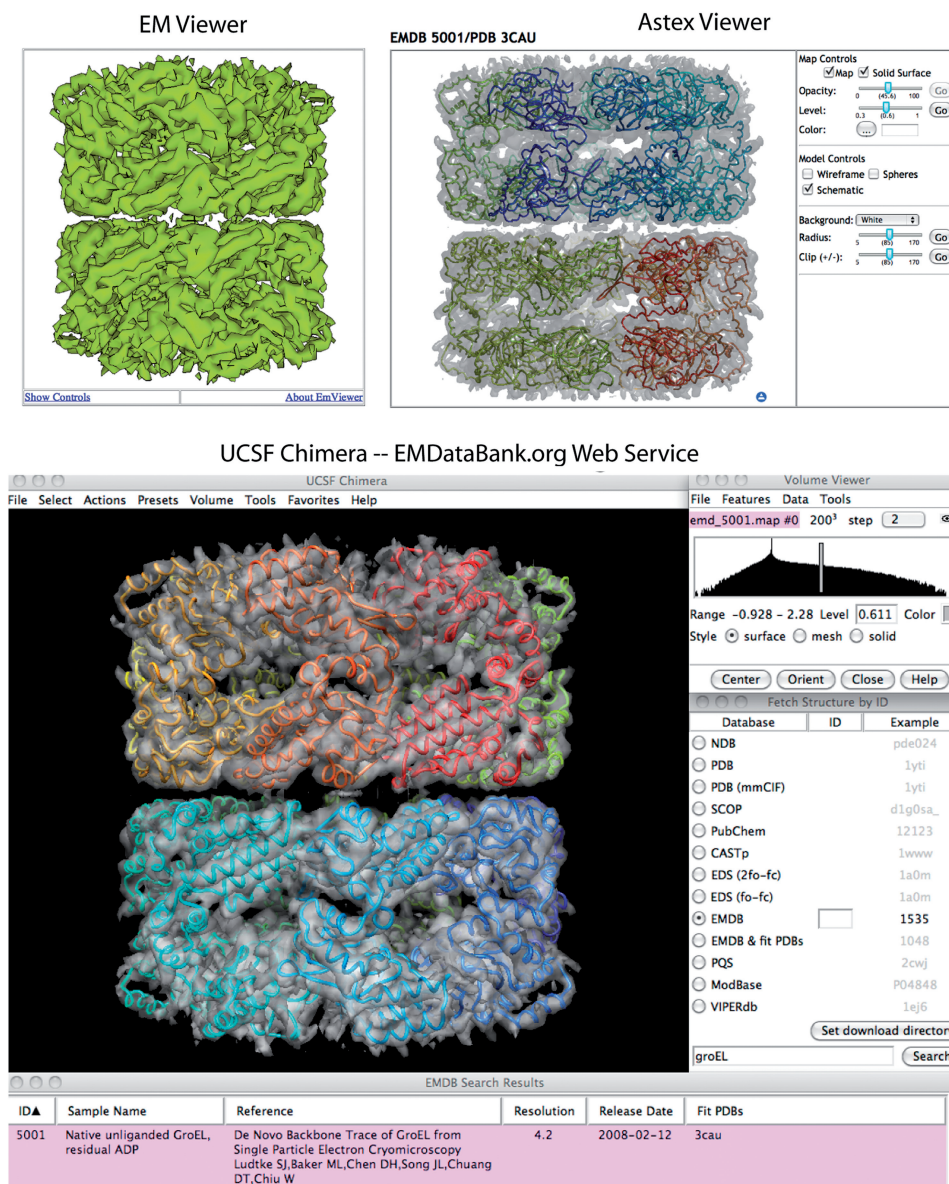 EM Viewer
Astex Viewer
EMDB 5001/PDB 3CAU
Show Controls
About EmViewer
Map Controls
Map Solid Surface
Opacity: 0 (45.6) 100 Go
Level: 0.3 (0.6) 1 Go
Color: ...
Model Controls
Wireframe Spheres
Schematic
Background: White
Radius: 5 (85) 170 Go
Clip (+/-): 5 (85) 170 Go
UCSF Chimera -- EMDataBank.org Web Service
UCSF Chimera
File Select Actions Presets Volume Tools Favorites Help
Volume Viewer
File Features Data Tools
emd_5001.map #0 200³ step 2
Range -0.928 - 2.28 Level 0.611 Color
Style surface mesh solid
Center Orient Close Help
Fetch Structure by ID
Database ID Example
NDB pde024
PDB 1yti
PDB (mmCIF) 1yti
SCOP d1g0sa_
PubChem 12123
CASTp 1www
EDS (2fo-fc) 1a0m
EDS (fo-fc) 1a0m
EMDB 1535
EMDB & fit PDBs 1048
PQS 2cwj
ModBase P04848
VIPERdb 1ej6
Set download director
groEL Search
EMDB Search Results
ID▲ Sample Name Reference Resolution Release Date Fit PDBs
5001 Native unliganded GroEL, De Novo Backbone Trace of GroEL from 4.2 2008-02-12 3cau
residual ADP Single Particle Electron Cryomicroscopy
Ludtke SJ,Baker ML,Chen DH,Song JL,Chuang
DT,Chiu W